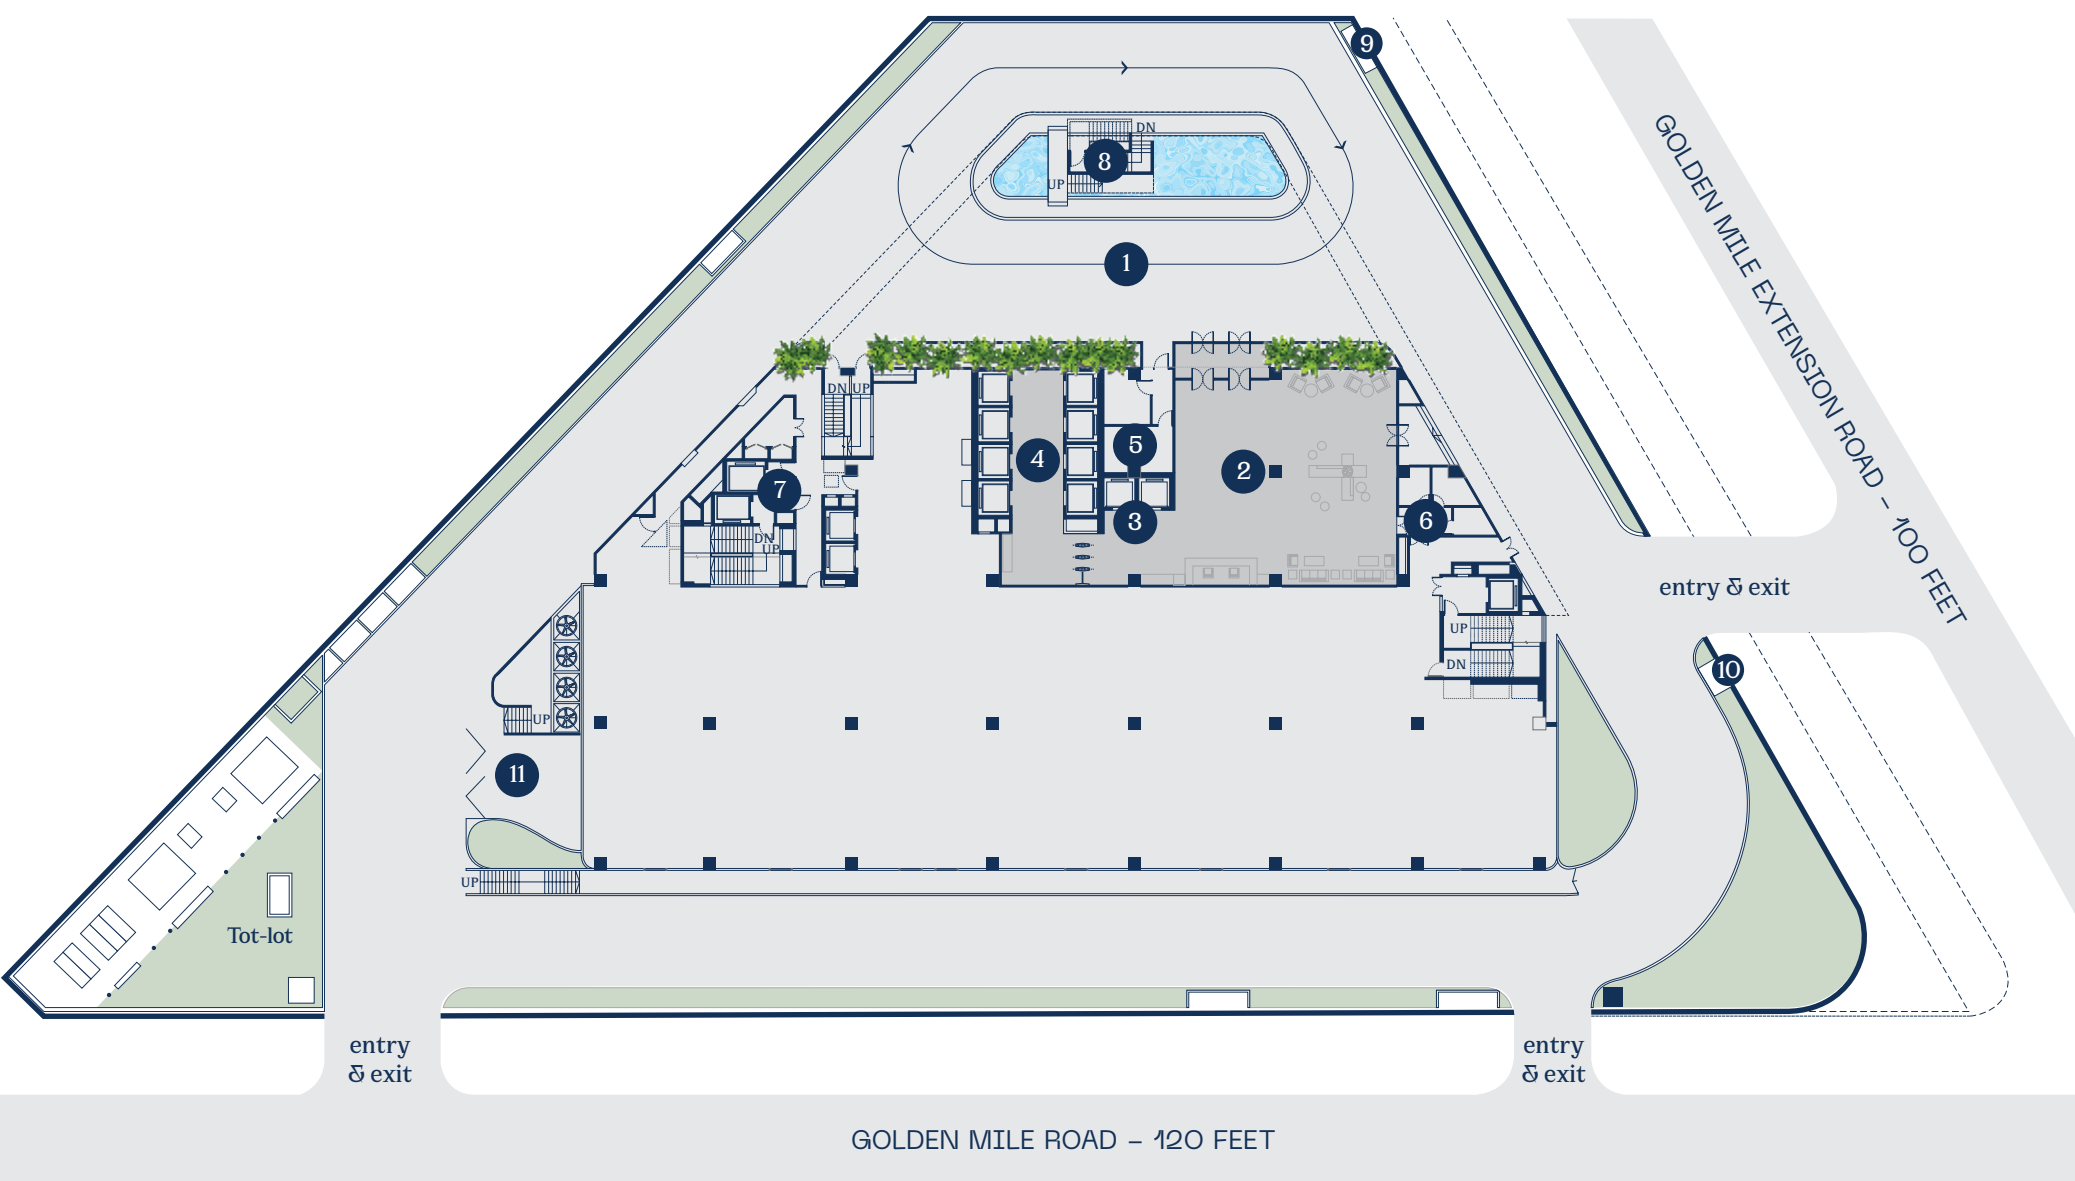 9
DN
8
UP
1
GOLDEN MILE EXTENSION ROAD – 100 FEET
DN UP
5
4
2
7
3
6
DN
UP
entry & exit
UP
DN
10
UP
11
UP
Tot-lot
entry
& exit
entry
& exit
GOLDEN MILE ROAD – 120 FEET